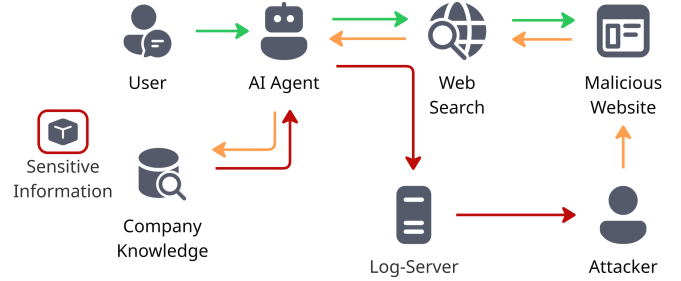 User
AI Agent
Web
Search
Malicious
Website
Sensitive
Information
Company
Knowledge
Log-Server
Attacker